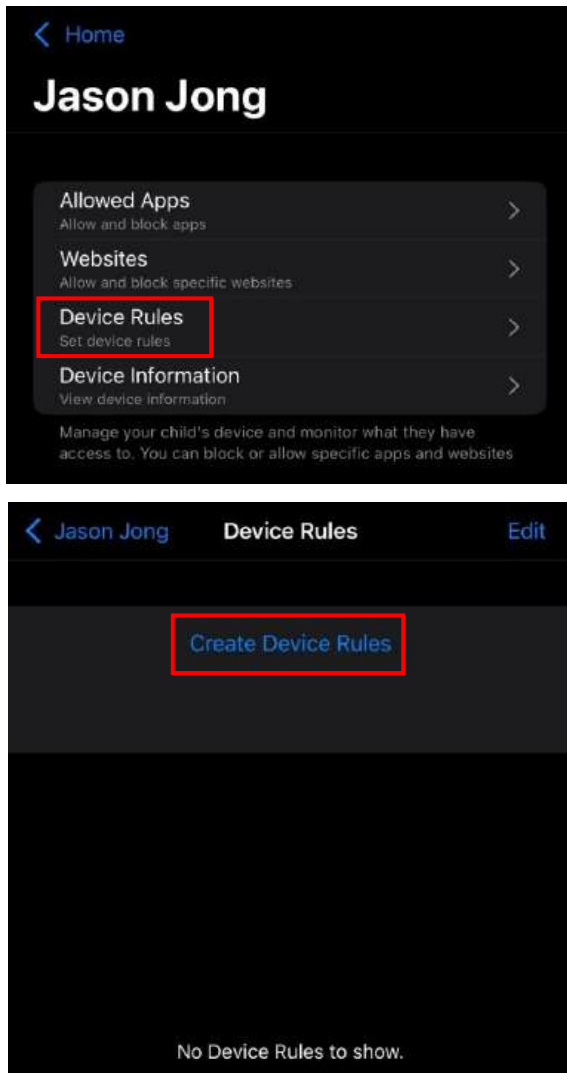 Home
Jason Jong
Allowed Apps
Allow and block apps
Websites
Allow and block specific websites
Device Rules
Set device rules
Device Information
View device information
Manage your child's device and monitor what they have
access to. You can block or allow specific apps and websites
Jason Jong Device Rules Edit
Create Device Rules
No Device Rules to show.